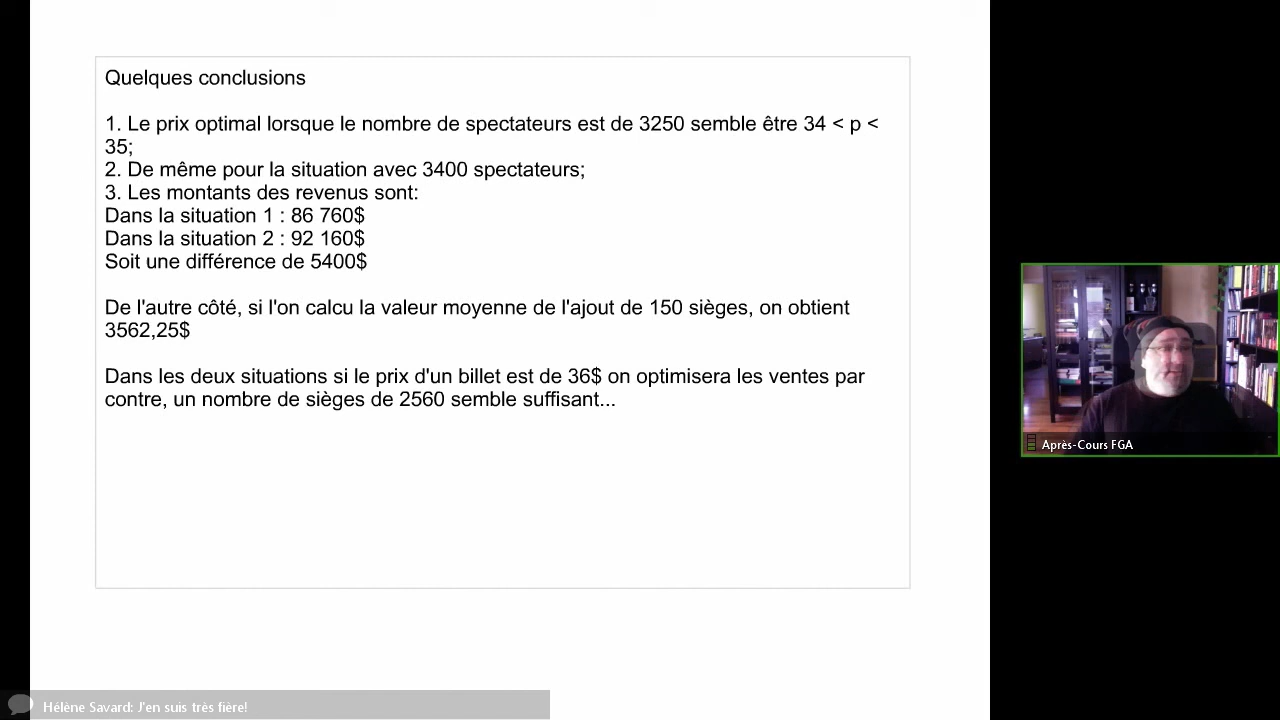 Quelques conclusions
1. Le prix optimal lorsque le nombre de spectateurs est de 3250 semble être 34 < p <
35;
2. De même pour la situation avec 3400 spectateurs;
3. Les montants des revenus sont:
Dans la situation 1 : 86 760$
Dans la situation 2 : 92 160$
Soit une différence de 5400$
De l'autre côté, si l'on calcu la valeur moyenne de l'ajout de 150 sièges, on obtient
3562,25$
Dans les deux situations si le prix d'un billet est de 36$ on optimisera les ventes par
contre, un nombre de sièges de 2560 semble suffisant...
Après-Cours FGA
Hélène Savard: J'en suis très fière!